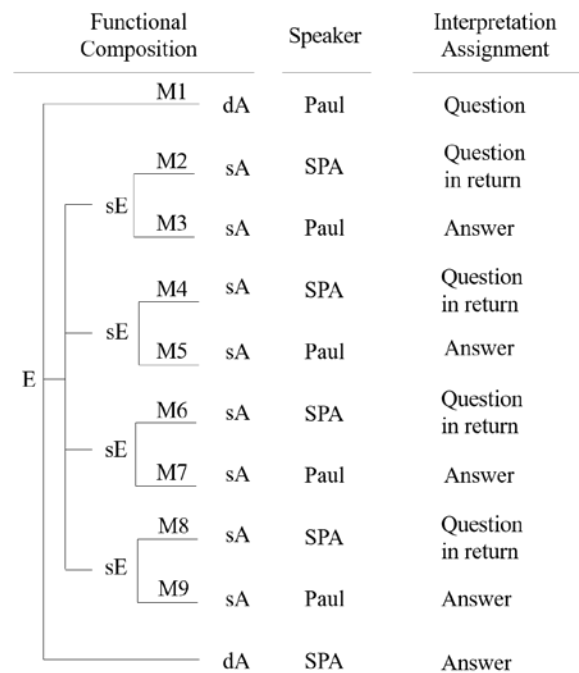 Functional Composition Speaker Interpretation Assignment
M1 dA Paul Question
M2 sA SPA Question in return
sE
M3 sA Paul Answer
M4 sA SPA Question in return
sE
M5 sA Paul Answer
E
M6 sA SPA Question in return
sE
M7 sA Paul Answer
M8 sA SPA Question in return
sE
M9 sA Paul Answer
dA SPA Answer